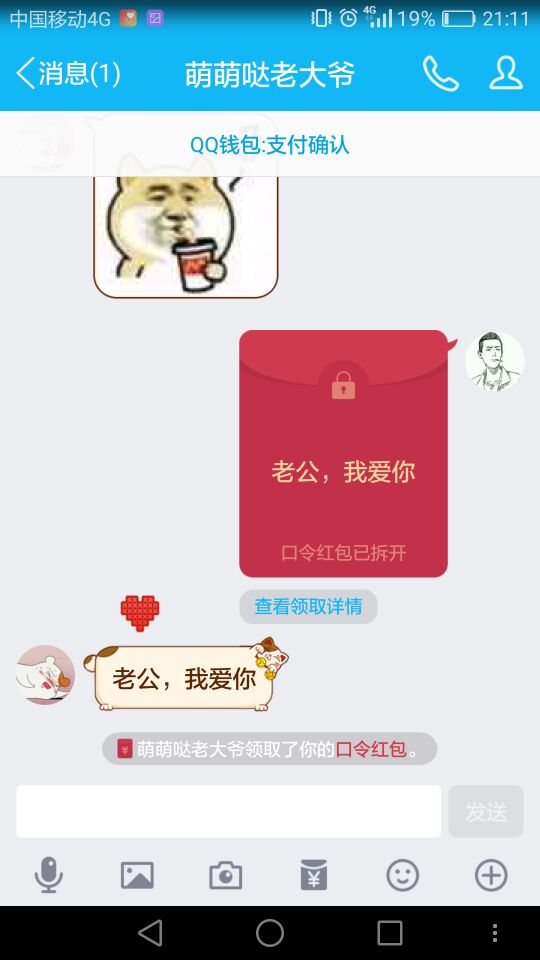 中国移动4G
4G
19%
21:11
消息(1)
萌萌哒老大爷
QQ钱包:支付确认
老公，我爱你
口令红包已拆开
查看领取详情
老公，我爱你
萌萌哒老大爷领取了你的口令红包。
发送